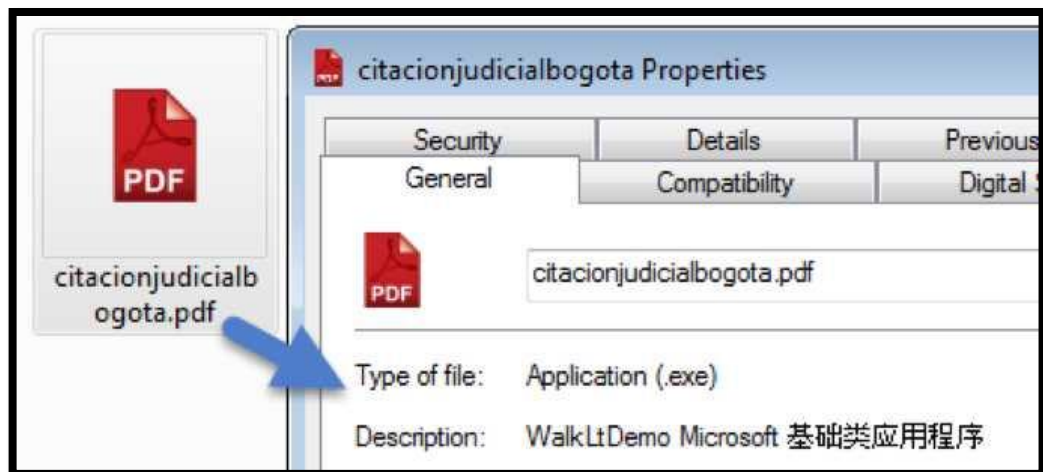 PDF
citacionjudicialb
ogota.pdf
PDF
citacionjudicialbogota Properties
Security Details Previous
General Compatibility Digital
PDF
citacionjudicialbogota.pdf
Type of file: Application (.exe)
Description: WalkLtDemo Microsoft 基础类应用程序